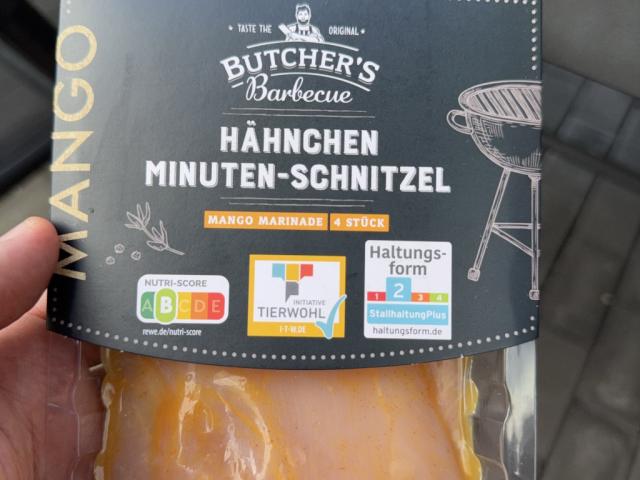 MANGO
TASTE THE ORIGINAL
BUTCHER'S
Barbecue
HÄHNCHEN
MINUTEN-SCHNITZEL
MANGO MARINADE 4 STÜCK
NUTRI-SCORE
A B C D E
rewe.de/nutri-score
INITIATIVE
TIERWOHL
I-T-W.DE
Haltungs-
form
1 2 3 4
StallhaltungPlus
haltungsform.de